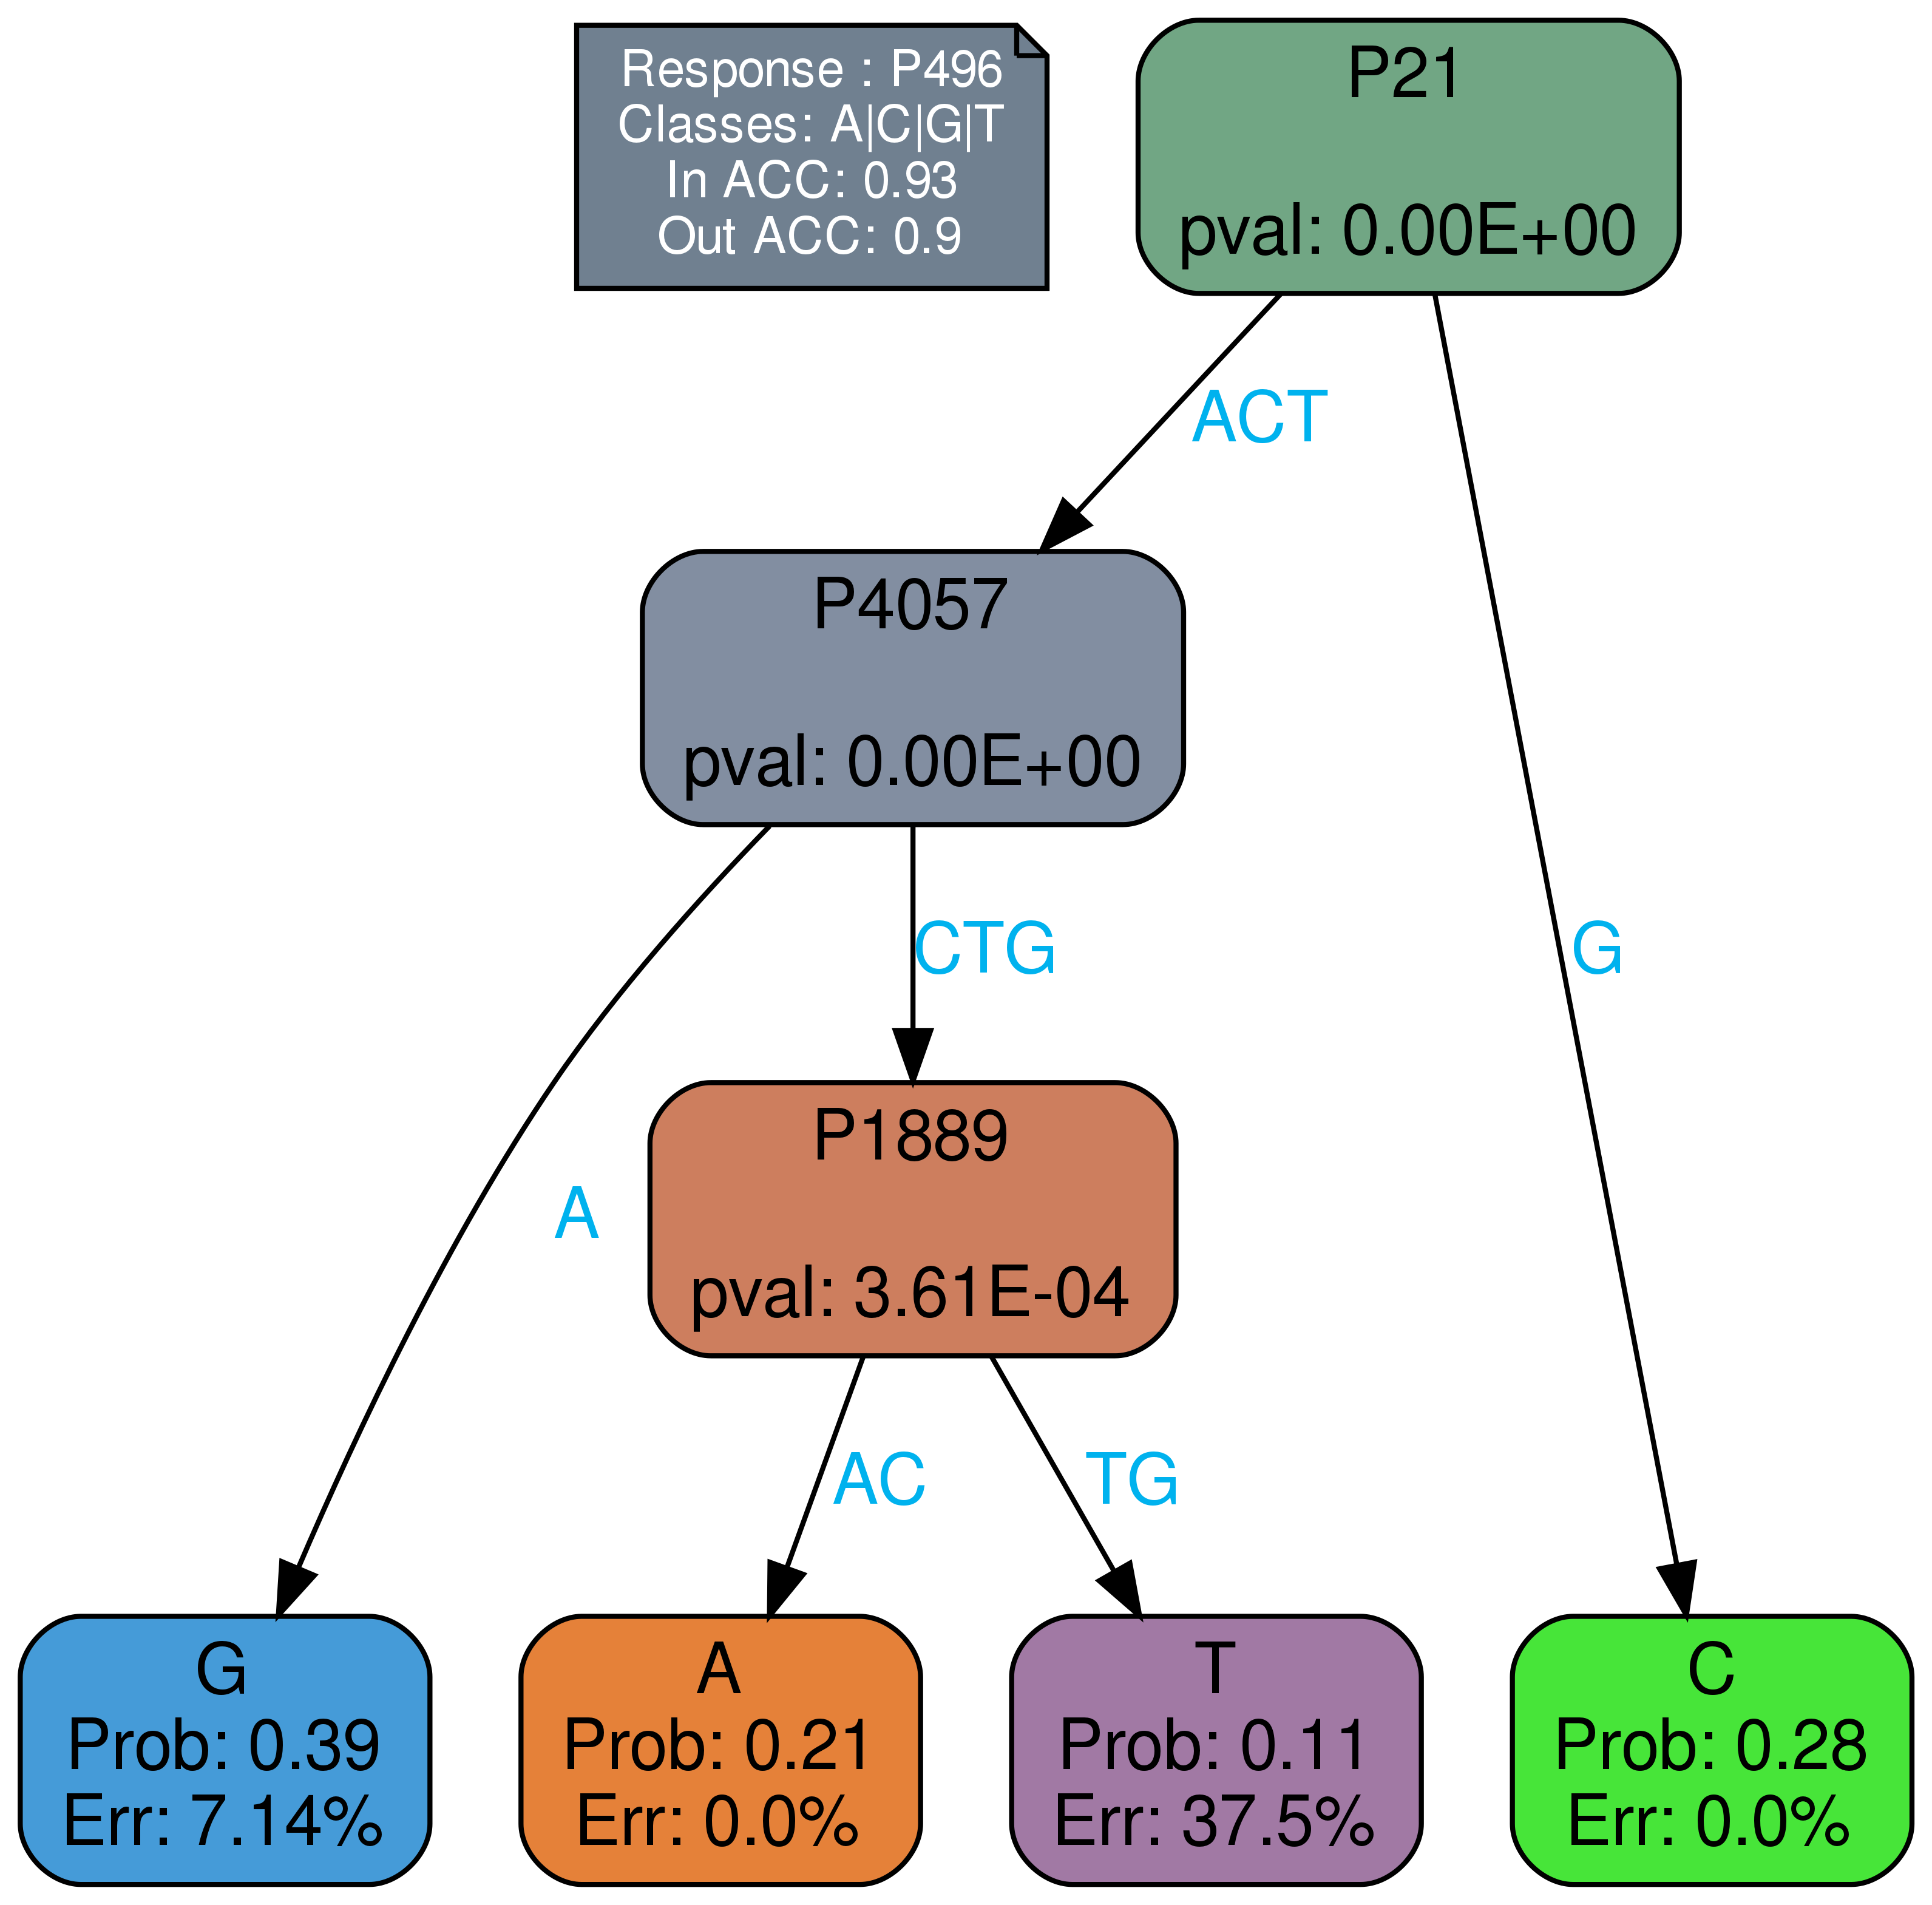 Response : P496
Classes: A|C|G|T
In ACC: 0.93
Out ACC: 0.9
P21
pval: 0.00E+00
ACT
P4057
pval: 0.00E+00
CTG
G
P1889
pval: 3.61E-04
A
AC
TG
G
Prob: 0.39
Err: 7.14%
A
Prob: 0.21
Err: 0.0%
T
Prob: 0.11
Err: 37.5%
C
Prob: 0.28
Err: 0.0%